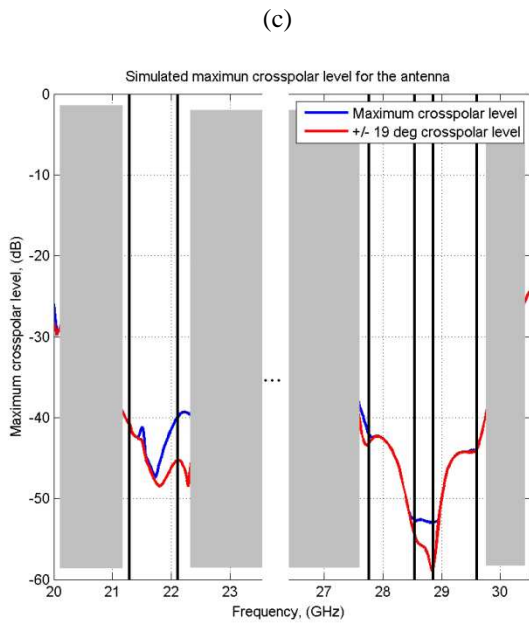 (c)
Simulated maximun crosspolar level for the antenna
Maximum crosspolar level
+/- 19 deg crosspolar level
Maximum crosspolar level, (dB)
0
-10
-20
-30
-40
-50
-60
...
20 21 22 23 27 28 29 30
Frequency, (GHz)